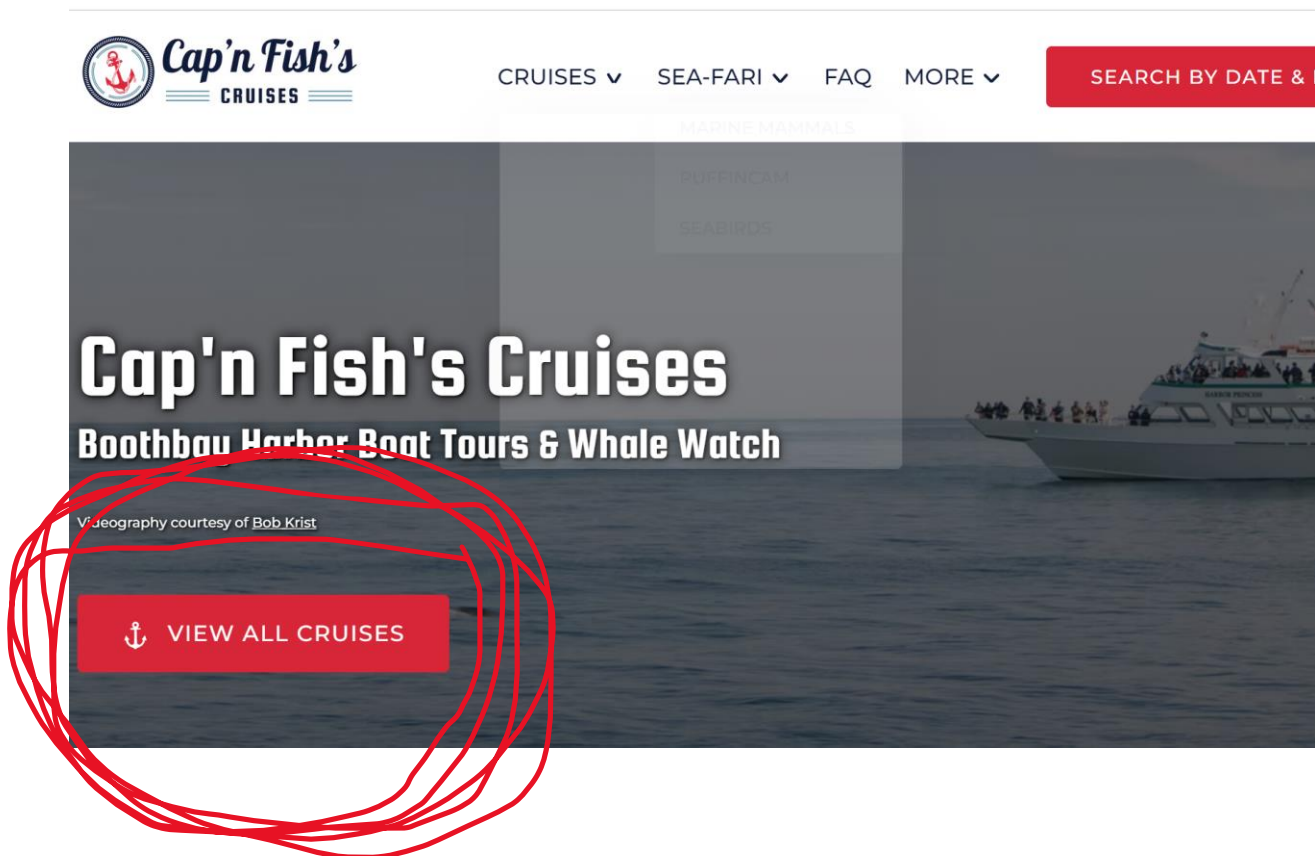 Cap'n Fish's
CRUISES
CRUISES SEA-FARI FAQ MORE SEARCH BY DATE &
MARINE MAMMALS
PUFFINCAM
SEABIRDS
Cap'n Fish's Cruises
Boothbay Harbor Boat Tours & Whale Watch
Videography courtesy of Bob Krist
VIEW ALL CRUISES